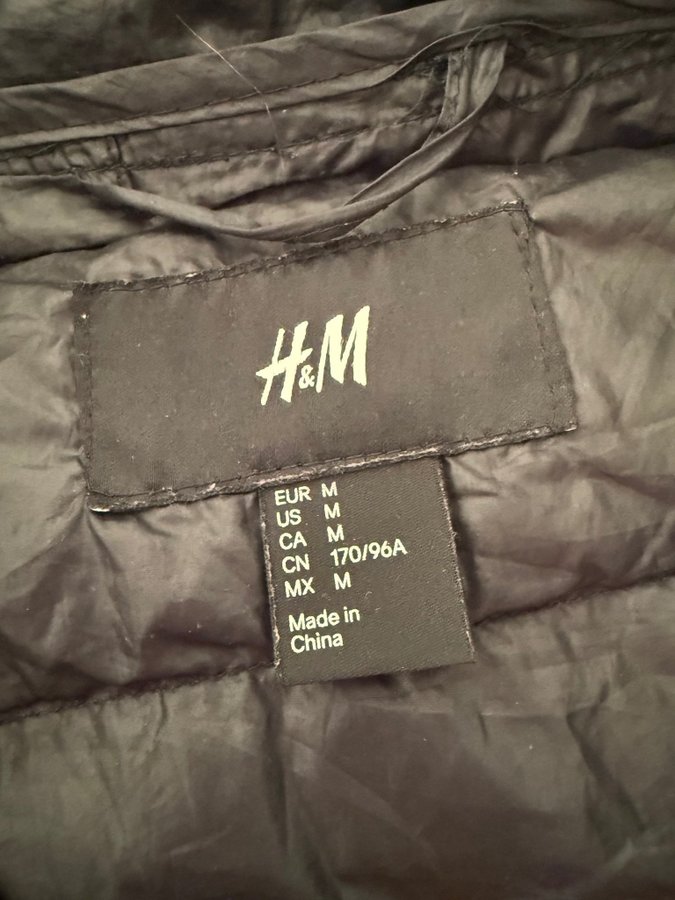 H&M
EUR M
US M
CA M
CN 170/96A
MX M
Made in
China